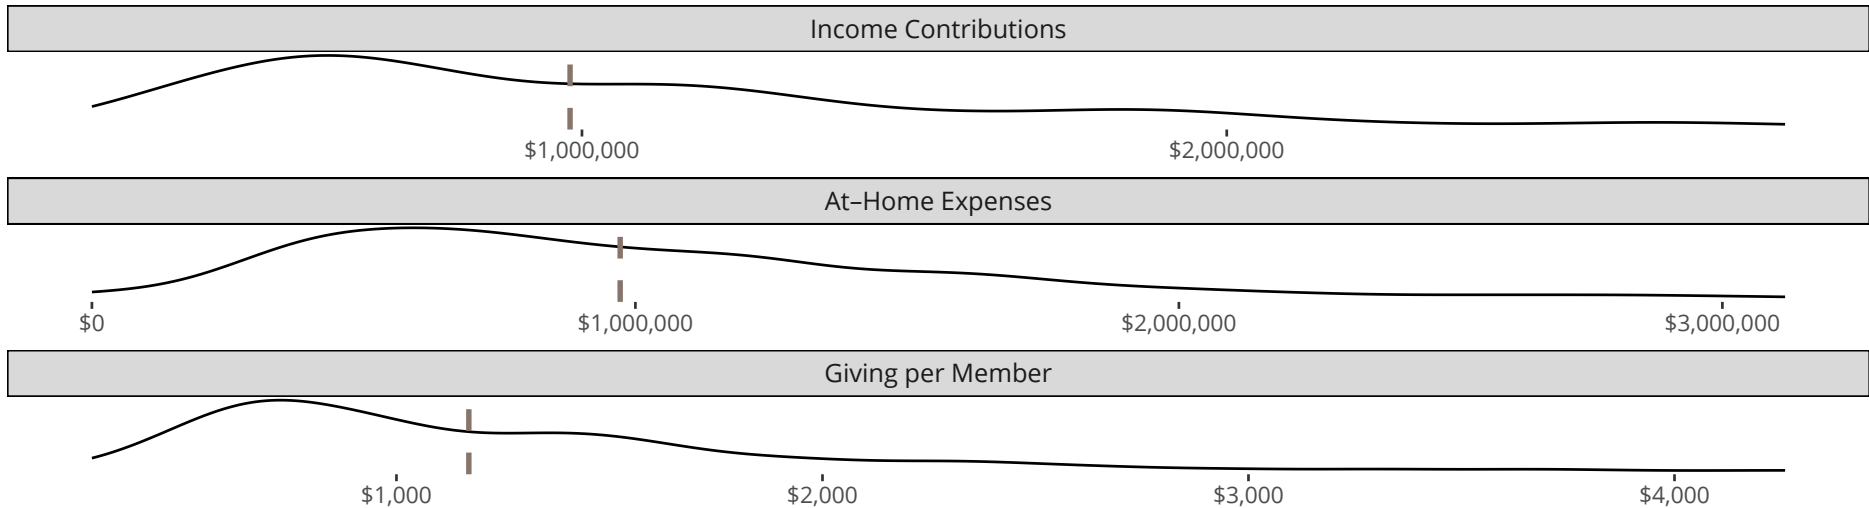 Income Contributions
$1,000,000 $2,000,000
At–Home Expenses
$0 $1,000,000 $2,000,000 $3,000,000
Giving per Member
$1,000 $2,000 $3,000 $4,000